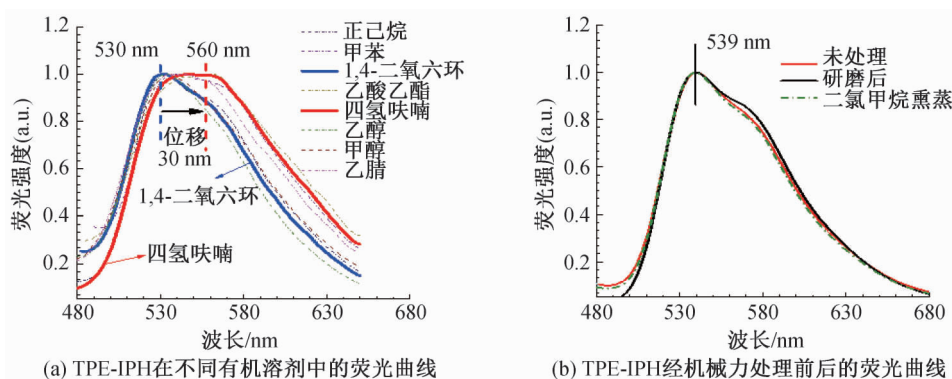 1.2
1.0
0.8
0.6
0.4
0.2
荧光强度(a.u.)
530 nm
560 nm
位移
30 nm
1,4-二氧六环
四氢呋喃
正己烷
甲苯
1,4-二氧六环
乙酸乙酯
四氢呋喃
乙醇
甲醇
乙腈
480 530 580 630 680
波长/nm
(a) TPE-IPH在不同有机溶剂中的荧光曲线
1.2
1.0
0.8
0.6
0.4
0.2
荧光强度(a.u.)
539 nm
未处理
研磨后
二氯甲烷熏蒸
480 530 580 630 680
波长/nm
(b) TPE-IPH经机械力处理前后的荧光曲线